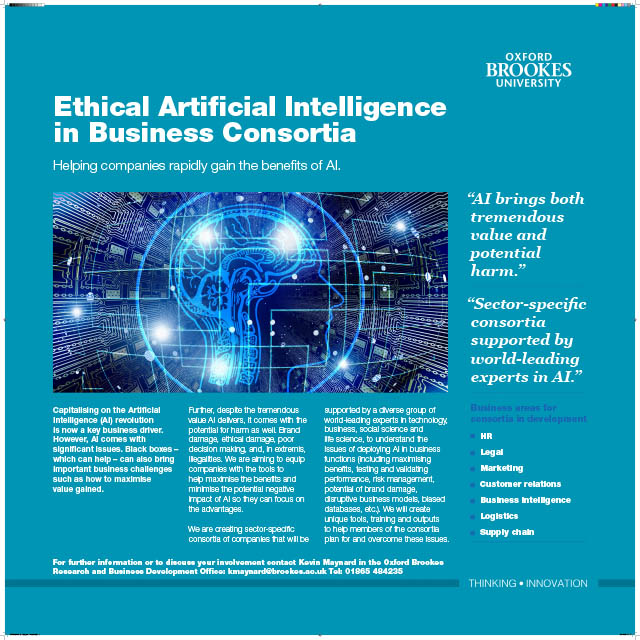 OXFORD
BROOKES
UNIVERSITY
Ethical Artificial Intelligence
in Business Consortia
Helping companies rapidly gain the benefits of AI.
“AI brings both
tremendous
value and
potential
harm.”
“Sector-specific
consortia
supported by
world-leading
experts in AI.”
Capitalising on the Artificial
Intelligence (AI) revolution
is now a key business driver.
However, AI comes with
significant issues. Black boxes –
which can help – can also bring
important business challenges
such as how to maximise
value gained.
Further, despite the tremendous
value AI delivers, it comes with the
potential for harm as well. Brand
damage, ethical damage, poor
decision making, and, in extremis,
illegalities. We are aiming to equip
companies with the tools to
help maximise the benefits and
minimise the potential negative
impact of AI so they can focus on
the advantages.
We are creating sector-specific
consortia of companies that will be
supported by a diverse group of
world-leading experts in technology,
business, social science and
life science, to understand the
issues of deploying AI in business
functions (including maximising
benefits, testing and validating
performance, risk management,
potential of brand damage,
disruptive business models, biased
databases, etc.). We will create
unique tools, training and outputs
to help members of the consortia
plan for and overcome these issues.
Business areas for
consortia in development
HR
Legal
Marketing
Customer relations
Business intelligence
Logistics
Supply chain
For further information or to discuss your involvement contact Kevin Maynard in the Oxford Brookes
Research and Business Development Office: kmaynard@brookes.ac.uk Tel: 01865 484235
THINKING • INNOVATION